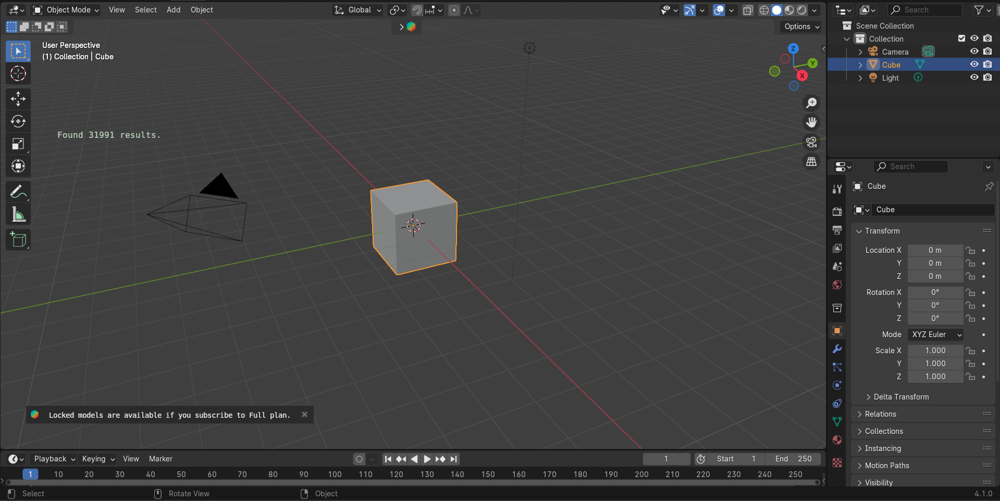 Object Mode View Select Add Object Global Search
Options
Scene Collection
Collection
User Perspective
(1) Collection | Cube
Camera
Cube
Light
Z
Y
X
Found 31991 results.
Search
Cube
Cube
Transform
Location X 0 m
Y 0 m
Z 0 m
Rotation X 0°
Y 0°
Z 0°
Mode XYZ Euler
Scale X 1.000
Y 1.000
Z 1.000
Delta Transform
Relations
Collections
Instancing
Motion Paths
Visibility
Locked models are available if you subscribe to Full plan.
Playback Keying View Marker 1 Start 1 End 250
1 10 20 30 40 50 60 70 80 90 100 110 120 130 140 150 160 170 180 190 200 210 220 230 240 250
Select Rotate View Object 4.1.0